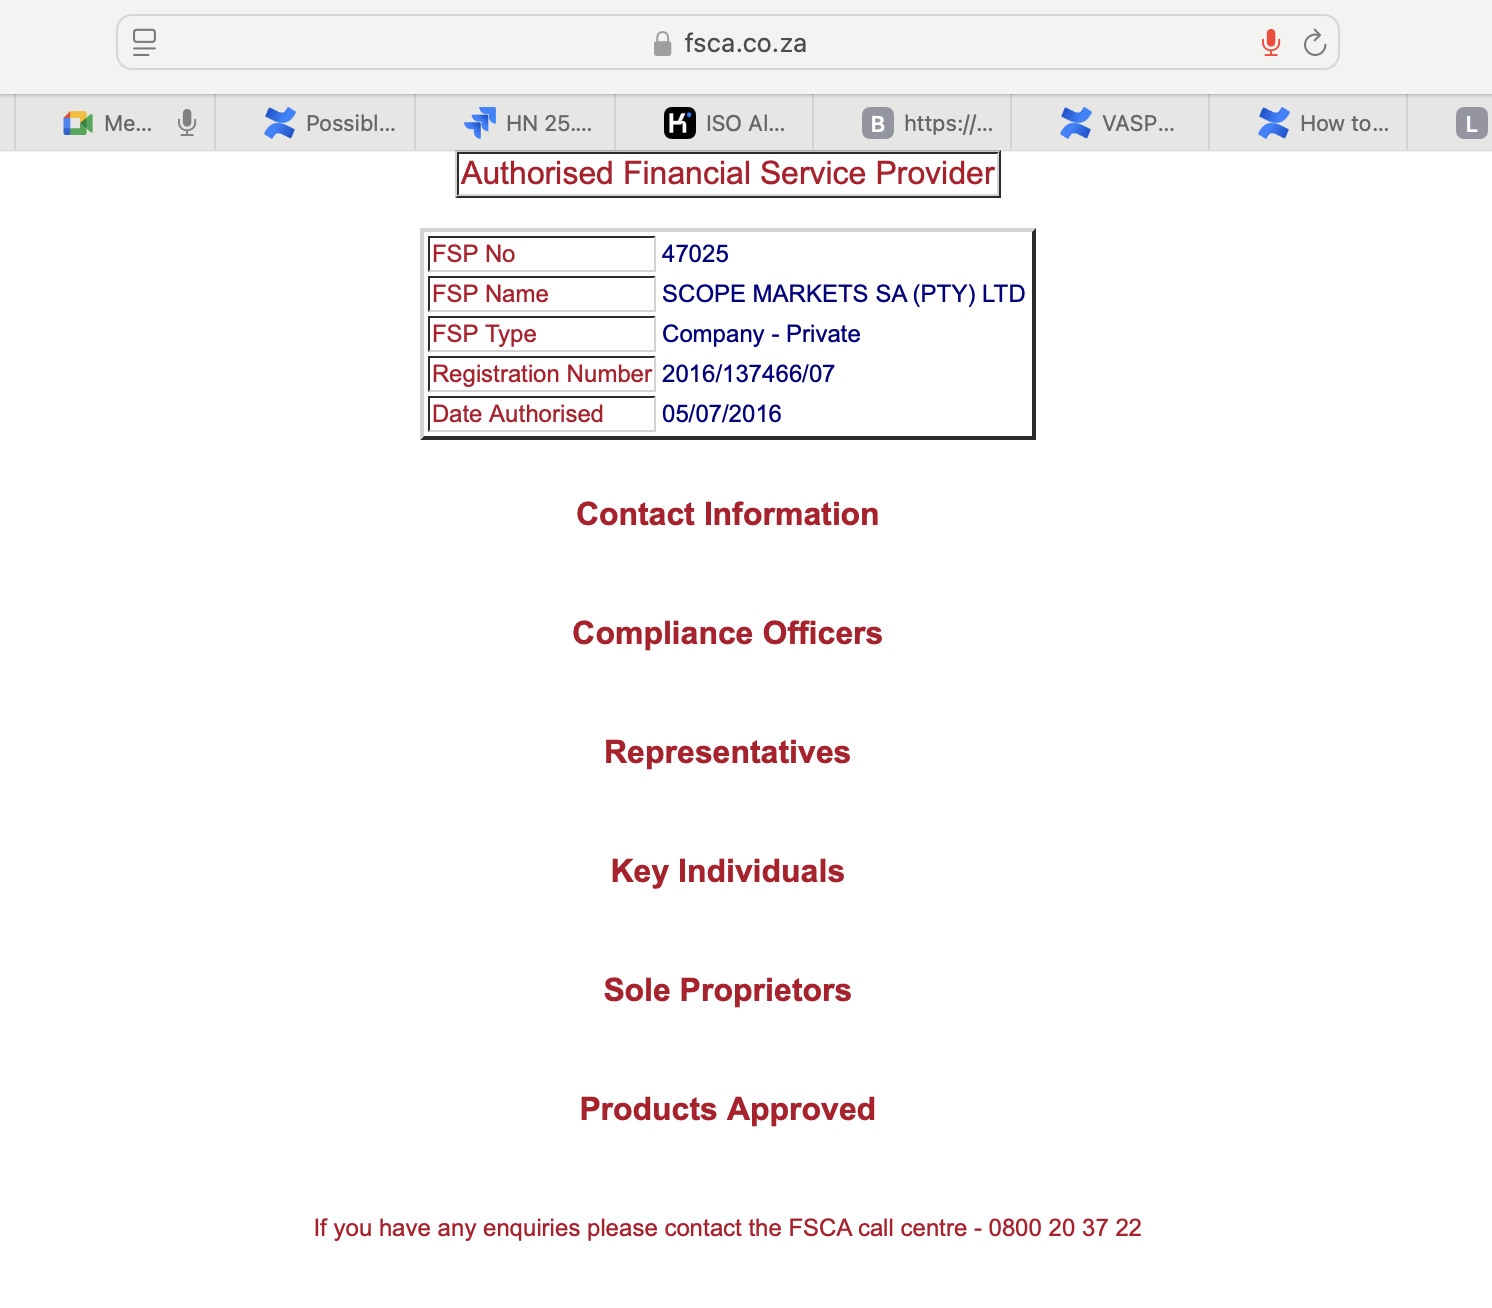 fsca.co.za
Me...
Possibl...
HN 25....
ISO Al...
B
https://...
VASP...
How to...
L
Authorised Financial Service Provider
FSP No 47025
FSP Name SCOPE MARKETS SA (PTY) LTD
FSP Type Company - Private
Registration Number 2016/137466/07
Date Authorised 05/07/2016
Contact Information
Compliance Officers
Representatives
Key Individuals
Sole Proprietors
Products Approved
If you have any enquiries please contact the FSCA call centre - 0800 20 37 22